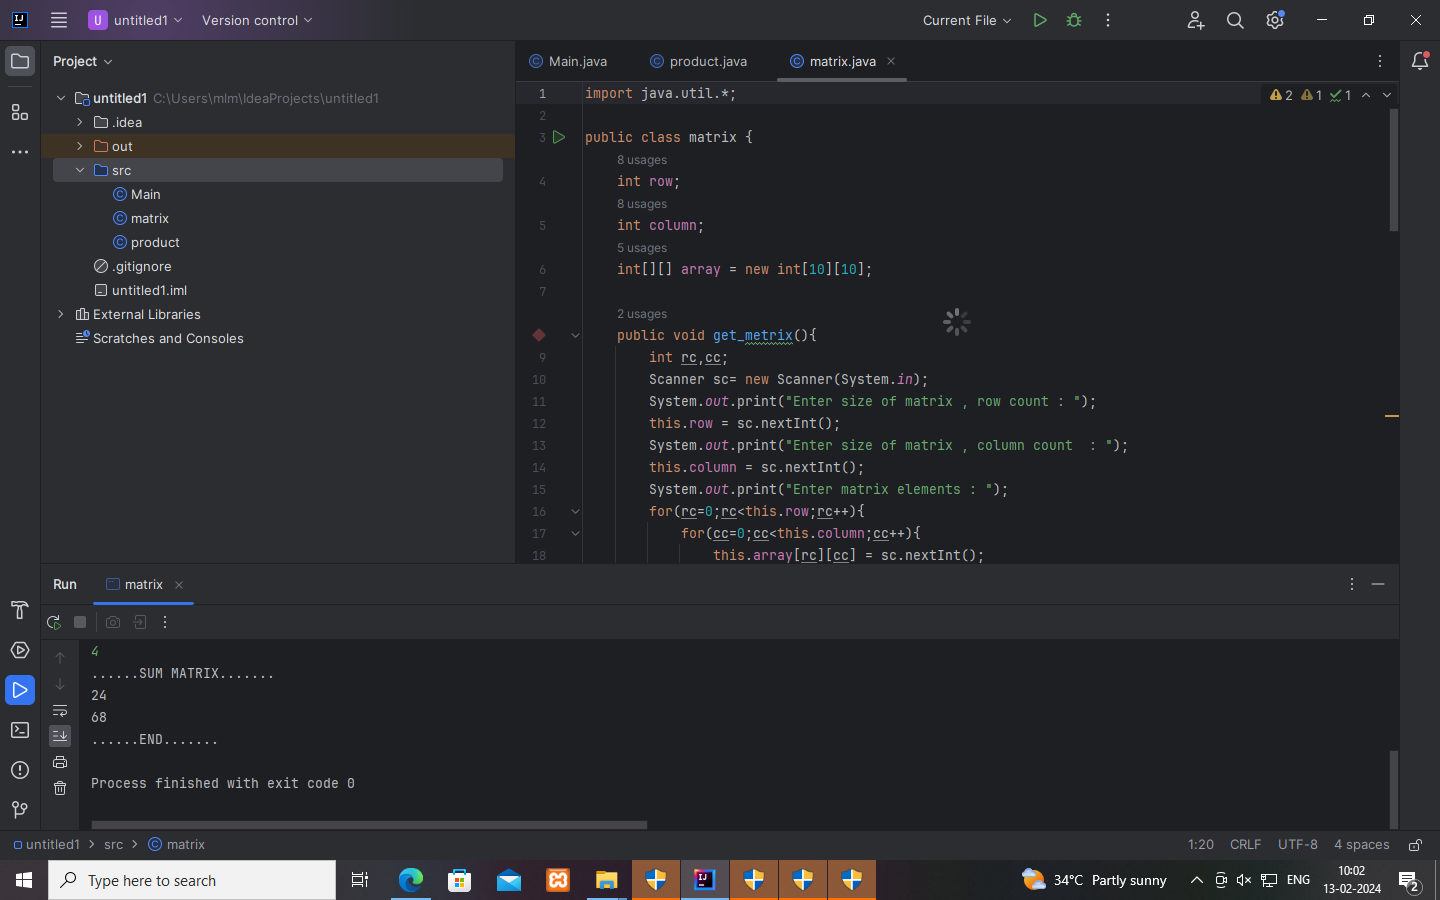 untitled1 Version control Current File
Project
Main.java product.java matrix.java
untitled1 C:\Users\mlm\IdeaProjects\untitled1
.idea
out
src
Main
matrix
product
.gitignore
untitled1.iml
External Libraries
Scratches and Consoles
2 1 1
1 import java.util.*;
2
3 public class matrix {
8 usages
4 int row;
8 usages
5 int column;
5 usages
6 int[][] array = new int[10][10];
7
2 usages
public void get_metrix(){
9 int rc,cc;
10 Scanner sc= new Scanner(System.in);
11 System.out.print("Enter size of matrix , row count : ");
12 this.row = sc.nextInt();
13 System.out.print("Enter size of matrix , column count  : ");
14 this.column = sc.nextInt();
15 System.out.print("Enter matrix elements : ");
16 for(rc=0;rc<this.row;rc++){
17 for(cc=0;cc<this.column;cc++){
18 this.array[rc][cc] = sc.nextInt();
Run matrix
4
......SUM MATRIX.......
24
68
......END.......
Process finished with exit code 0
untitled1 > src > matrix 1:20 CRLF UTF-8 4 spaces
Type here to search 34°C Partly sunny ENG 10:02
13-02-2024 2